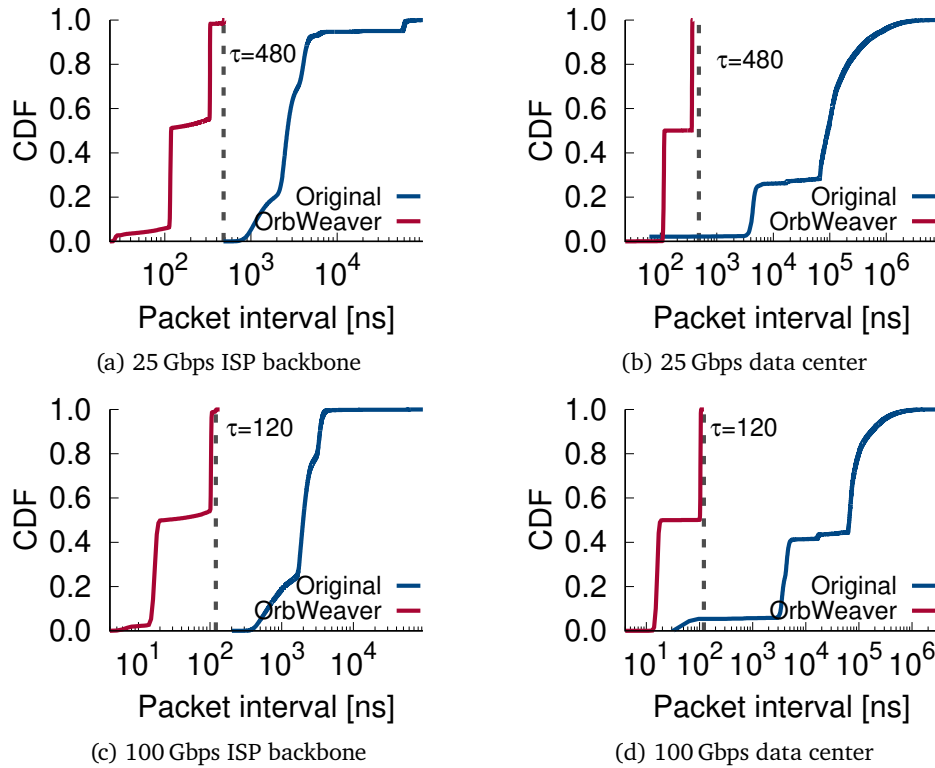 1.0
0.8
0.6
0.4
0.2
0.0
CDF
τ=480
Original
OrbWeaver
10^2
10^4
Packet interval [ns]
(a) 25 Gbps ISP backbone
1.0
0.8
0.6
0.4
0.2
0.0
CDF
τ=480
Original
OrbWeaver
10^2
10^3
10^4
10^5
10^6
Packet interval [ns]
(b) 25 Gbps data center
1.0
0.8
0.6
0.4
0.2
0.0
CDF
τ=120
Original
OrbWeaver
10^1
10^2
10^3
10^4
Packet interval [ns]
(c) 100 Gbps ISP backbone
1.0
0.8
0.6
0.4
0.2
0.0
CDF
τ=120
Original
OrbWeaver
10^1
10^2
10^3
10^4
10^5
10^6
Packet interval [ns]
(d) 100 Gbps data center